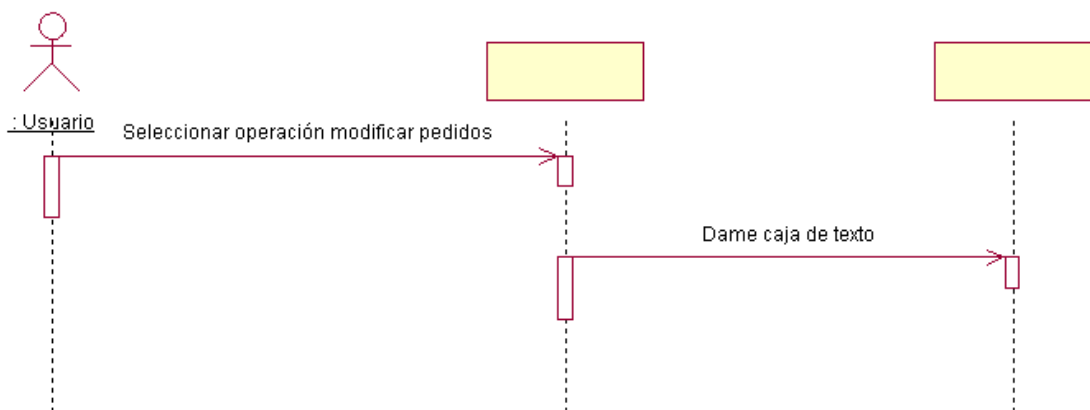 : Usuario
Seleccionar operación modificar pedidos
Dame caja de texto